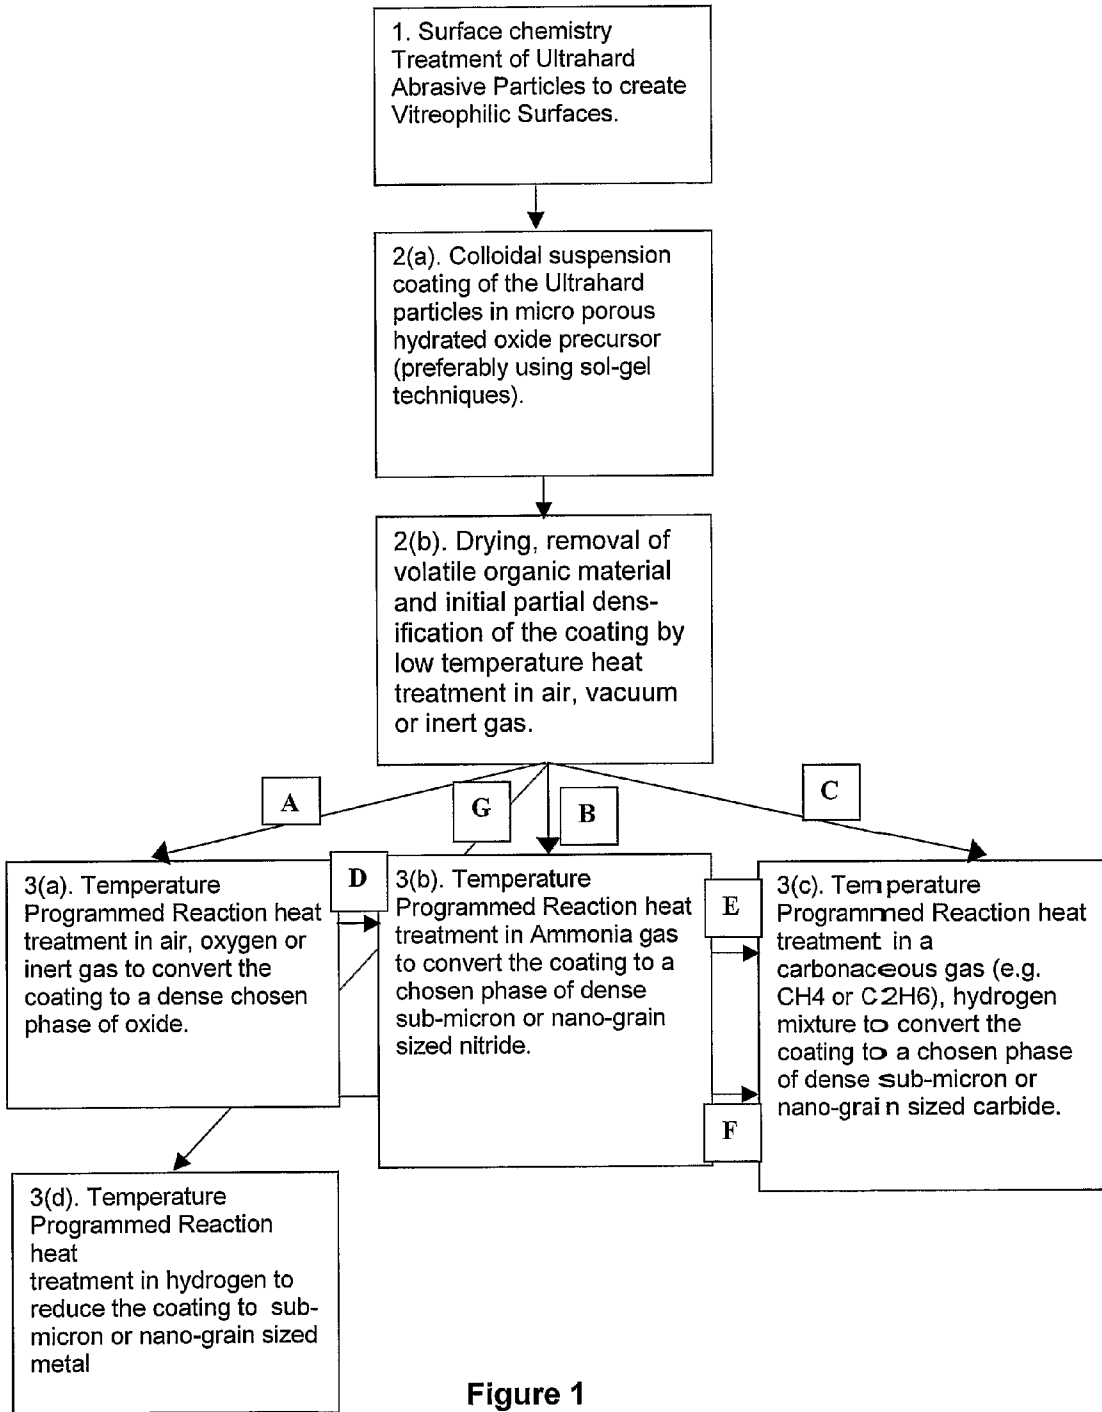 1. Surface chemistry
Treatment of Ultrahard
Abrasive Particles to create
Vitreophilic Surfaces.
2(a). Colloidal suspension
coating of the Ultrahard
particles in micro porous
hydrated oxide precursor
(preferably using sol-gel
techniques).
2(b). Drying, removal of
volatile organic material
and initial partial dens-
ification of the coating by
low temperature heat
treatment in air, vacuum
or inert gas.
A
G
B
C
3(a). Temperature
Programmed Reaction heat
treatment in air, oxygen or
inert gas to convert the
coating to a dense chosen
phase of oxide.
D
3(b). Temperature
Programmed Reaction heat
treatment in Ammonia gas
to convert the coating to a
chosen phase of dense
sub-micron or nano-grain
sized nitride.
E
F
3(c). Temperature
Programmed Reaction heat
treatment in a
carbonaceous gas (e.g.
CH4 or C2H6), hydrogen
mixture to convert the
coating to a chosen phase
of dense sub-micron or
nano-grain sized carbide.
3(d). Temperature
Programmed Reaction
heat
treatment in hydrogen to
reduce the coating to sub-
micron or nano-grain sized
metal
Figure 1